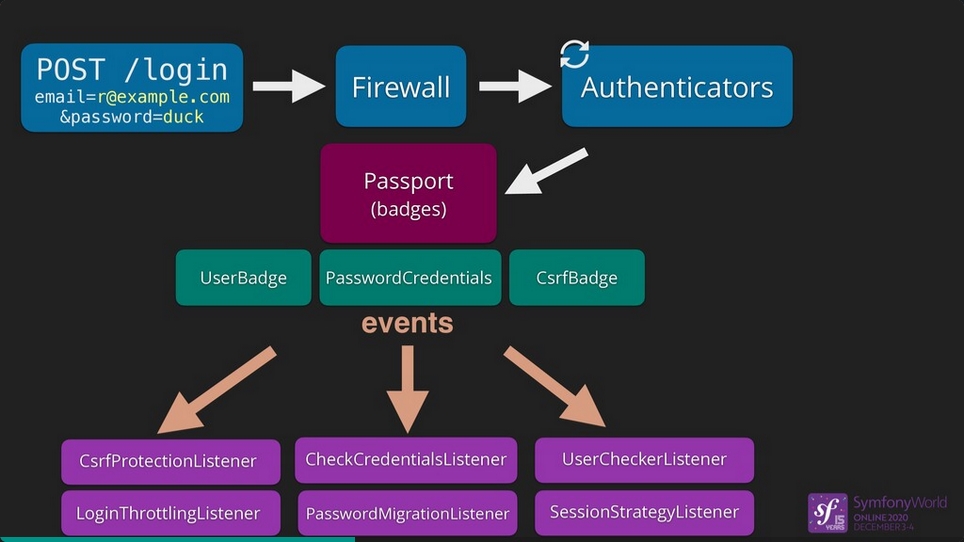 POST /login
email=r@example.com
&password=duck
Firewall
Authenticators
Passport
(badges)
UserBadge
PasswordCredentials
CsrfBadge
events
CsrfProtectionListener
CheckCredentialsListener
UserCheckerListener
LoginThrottlingListener
PasswordMigrationListener
SessionStrategyListener
sf
15
YEARS
SymfonyWorld
ONLINE 2020
DECEMBER 3-4